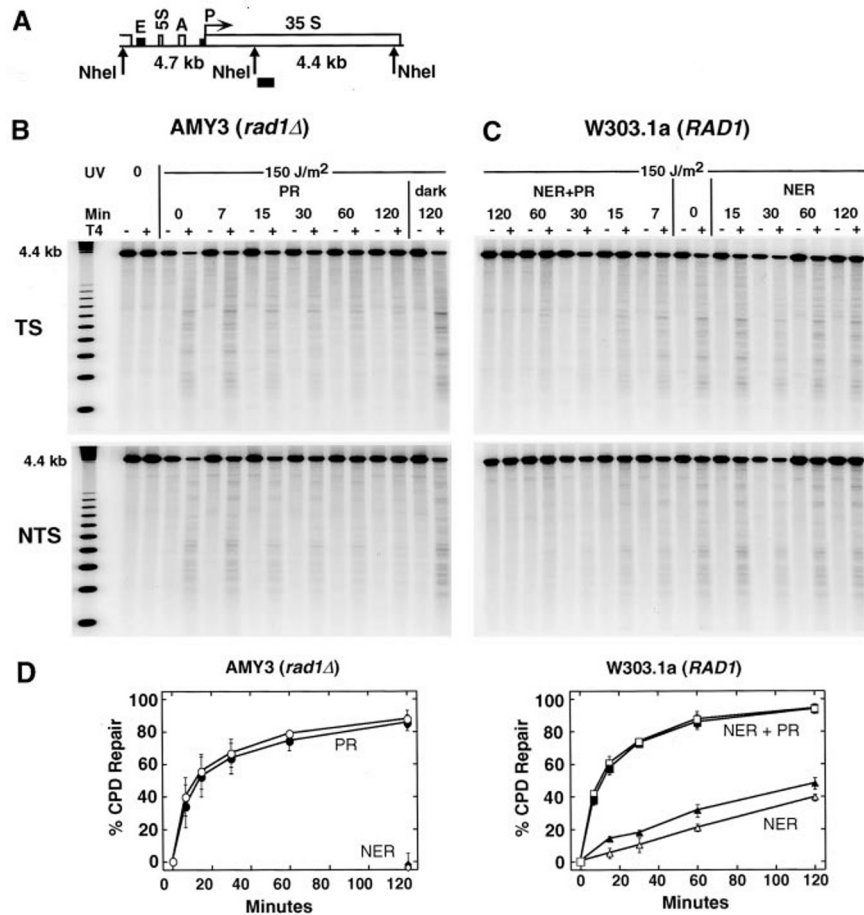 A
E 5S A P 35 S
4.7 kb 4.4 kb
NheI NheI NheI
B AMY3 (rad1Δ)
UV 0 150 J/m²
PR dark
Min 0 7 15 30 60 120 120
T4 - + - + - + - + - + - + - + - +
4.4 kb
TS
4.4 kb
NTS
C W303.1a (RAD1)
150 J/m²
NER+PR NER
120 60 30 15 7 0 15 30 60 120
- + - + - + - + - + - + - + - + - + - +
D
AMY3 (rad1Δ)
% CPD Repair
100
80
60
40
20
0
PR
NER
0 20 40 60 80 100 120
Minutes
W303.1a (RAD1)
% CPD Repair
100
80
60
40
20
0
NER + PR
NER
0 20 40 60 80 100 120
Minutes